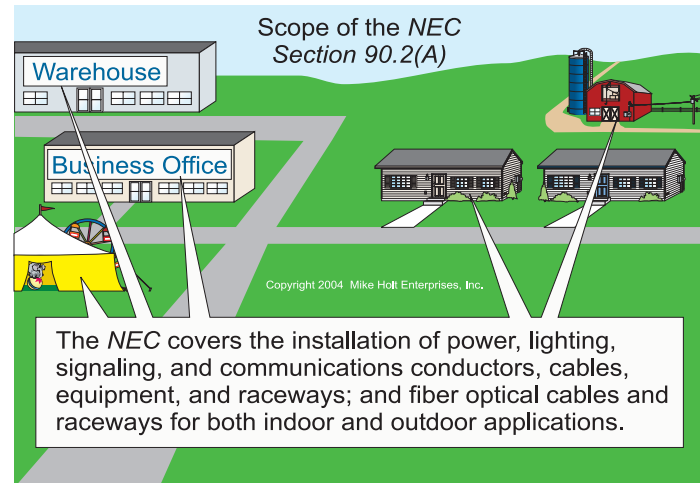 Scope of the NEC
Section 90.2(A)
Warehouse
Business Office
Copyright 2004 Mike Holt Enterprises, Inc.
The NEC covers the installation of power, lighting,
signaling, and communications conductors, cables,
equipment, and raceways; and fiber optical cables and
raceways for both indoor and outdoor applications.